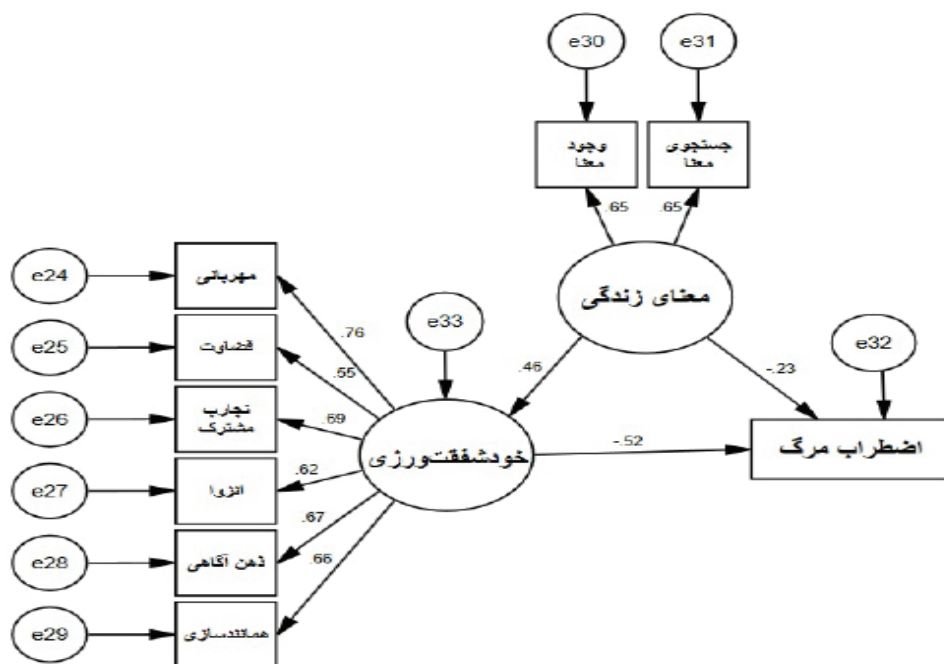 e30
e31
وجود
معنا
جستجوی
معنا
.65
.65
معنای زندگی
e24
مهربانی
e33
e32
.76
e25
قضاوت
.55
.46
-.23
e26
تجارب
مشترک
.69
خودشفقت‌ورزی
-.52
اضطراب مرگ
e27
انزوا
.62
.67
e28
ذهن آگاهی
.66
e29
همانندسازی